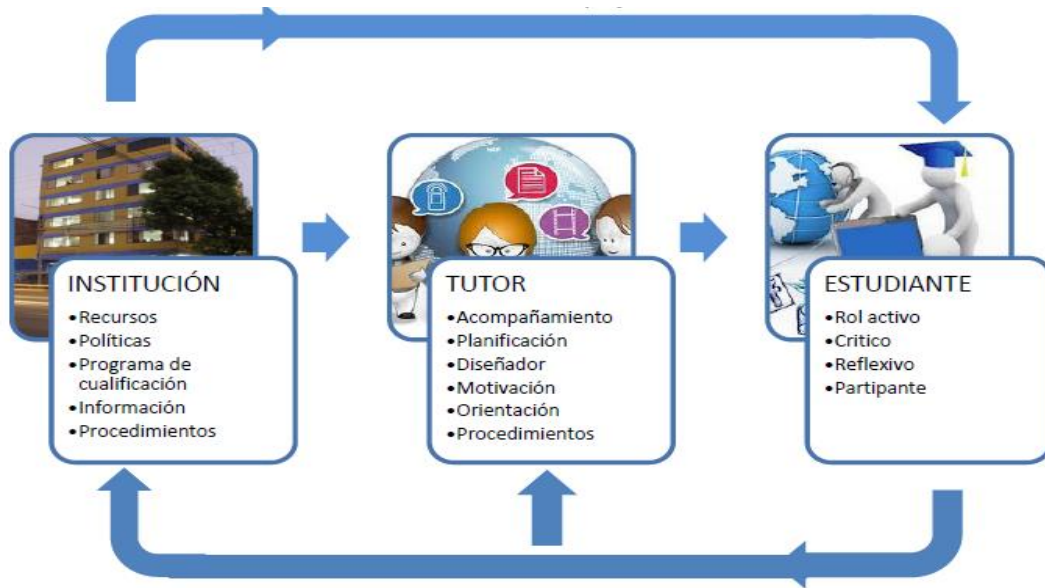 INSTITUCIÓN
•Recursos
•Políticas
•Programa de
cualificación
•Información
•Procedimientos
TUTOR
•Acompañamiento
•Planificación
•Diseñador
•Motivación
•Orientación
•Procedimientos
ESTUDIANTE
•Rol activo
•Critico
•Reflexivo
•Partipante